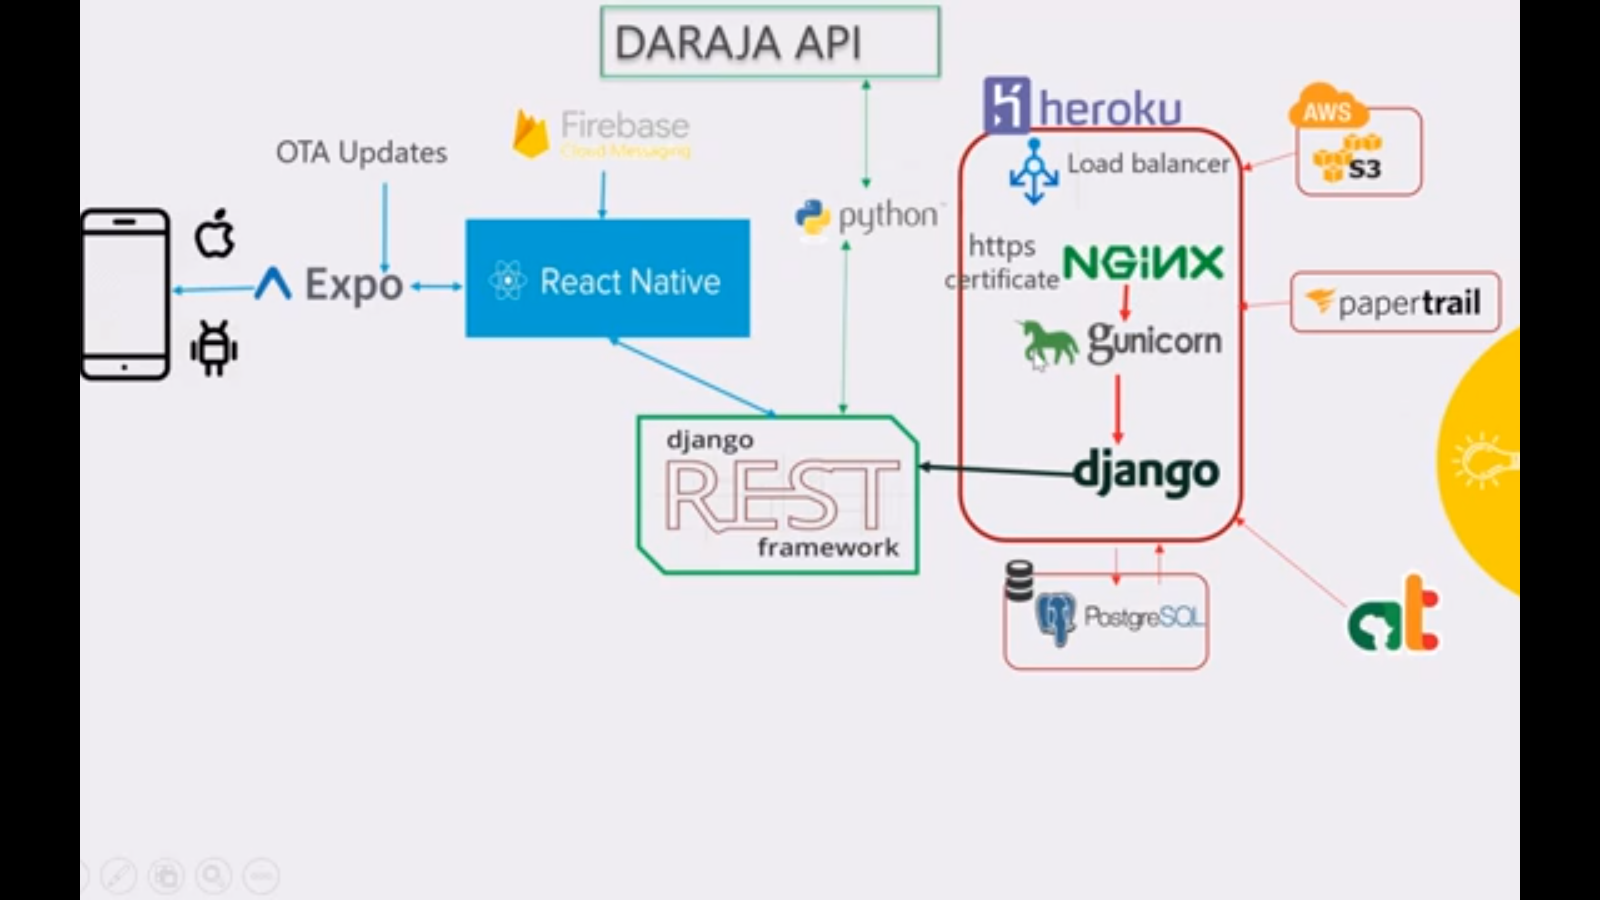 DARAJA API
heroku
AWS
S3
Firebase
Cloud Messaging
OTA Updates
Load balancer
python
https
certificate
NGiNX
Expo
React Native
papertrail
gunicorn
django
REST
framework
django
PostgreSQL
at